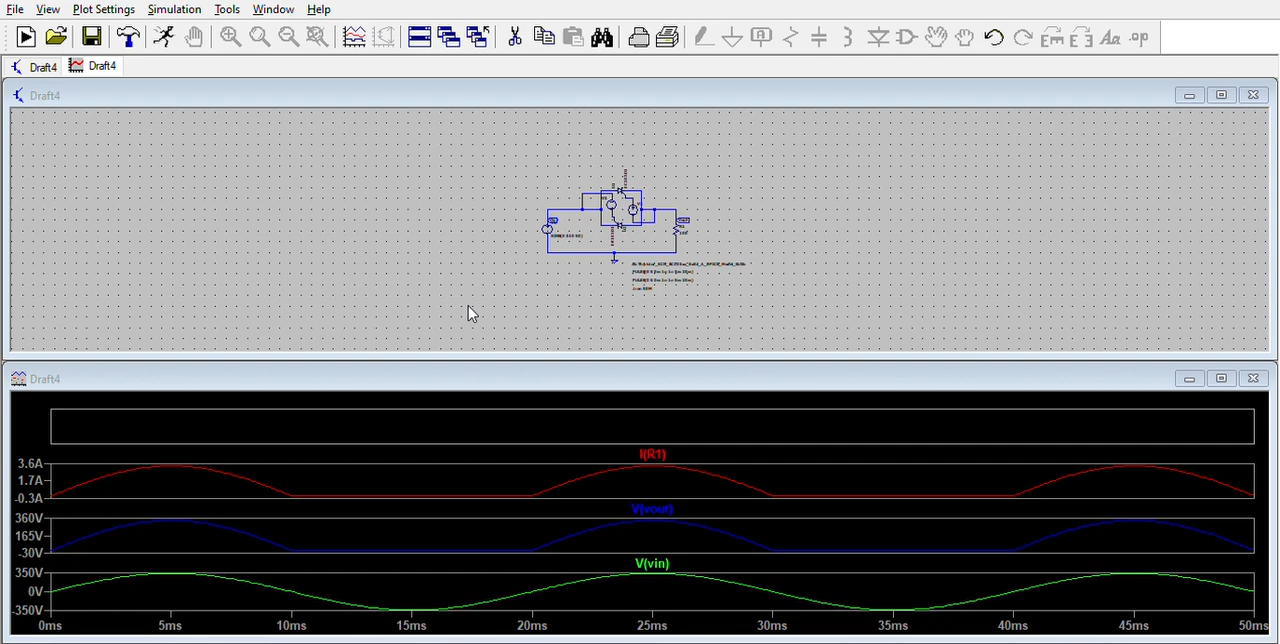 File View Plot Settings Simulation Tools Window Help
Aa .op
Draft4 Draft4
Draft4
Draft4
I(R1)
3.6A
1.7A
-0.3A
V(vout)
360V
165V
-30V
V(vin)
350V
0V
-350V
0ms 5ms 10ms 15ms 20ms 25ms 30ms 35ms 40ms 45ms 50ms